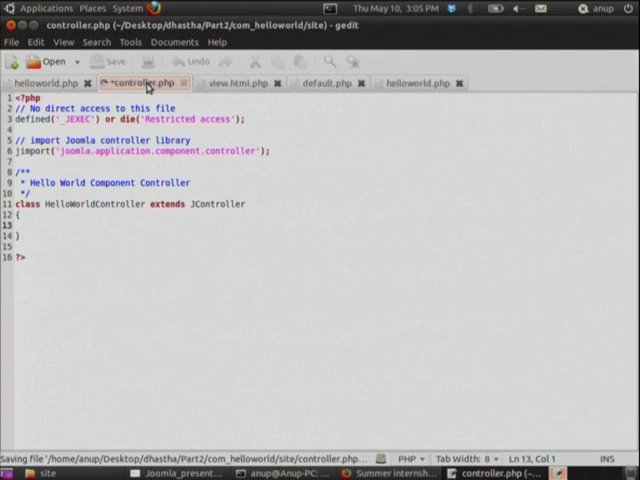 Applications Places System Thu May 10, 3:05 PM anup
controller.php (~/Desktop/dhastha/Part2/com_helloworld/site) - gedit
File Edit View Search Tools Documents Help
Open Save Undo
helloworld.php *controller.php view.html.php default.php helloworld.php
1 <?php
2 // No direct access to this file
3 defined('_JEXEC') or die('Restricted access');
4
5 // import Joomla controller library
6 jimport('joomla.application.component.controller');
7
8 /**
9 * Hello World Component Controller
10 */
11 class HelloWorldController extends JController
12 {
13
14 }
15
16 ?>
Saving file '/home/anup/Desktop/dhastha/Part2/com_helloworld/site/controller.php... PHP Tab Width: 8 Ln 13, Col 1 INS
site Joomla_present... anup@Anup-PC: ... Summer internsh... controller.php (~...